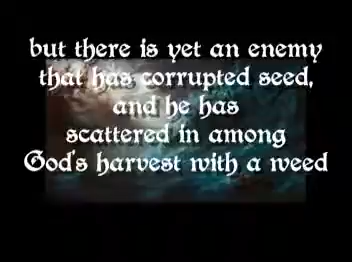 but there is yet an enemy
that has corrupted seed,
and he has
scattered in among
God's harvest with a weed